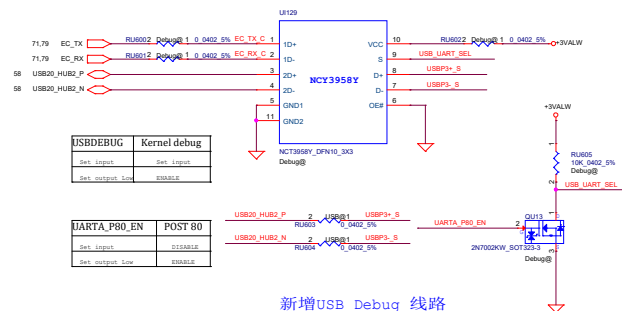 UI129
71,79 EC_TX RU6002 Debug@ 1 0_0402_5% EC_TX_C 1 1D+ VCC 10 RU6022 Debug@ 1 0_0402_5% +3VALW
71,79 EC_RX RU6012 Debug@ 1 0_0402_5% EC_RX_C 2 1D- S 9 USB_UART_SEL
58 USB20_HUB2_P 3 2D+ NCY3958Y D+ 8 USBP3+_S
58 USB20_HUB2_N 4 2D- D- 7 USBP3-_S
5 GND1 OE# 6
11 GND2
+3VALW
NCT3958Y_DFN10_3X3
Debug@
USBDEBUG Kernel debug
Set input Set input
Set output Low ENABLE
1
RU605
10K_0402_5%
Debug@
2
USB_UART_SEL
UARTA_P80_EN POST 80
Set input DISABLE
Set output Low ENABLE
USB20_HUB2_P 2 USB@1 USBP3+_S
RU603 0_0402_5%
USB20_HUB2_N 2 USB@1 USBP3-_S
RU604 0_0402_5%
UARTA_P80_EN 2
QU13 1
3
2N7002KW_SOT323-3
Debug@
新增USB Debug 线路